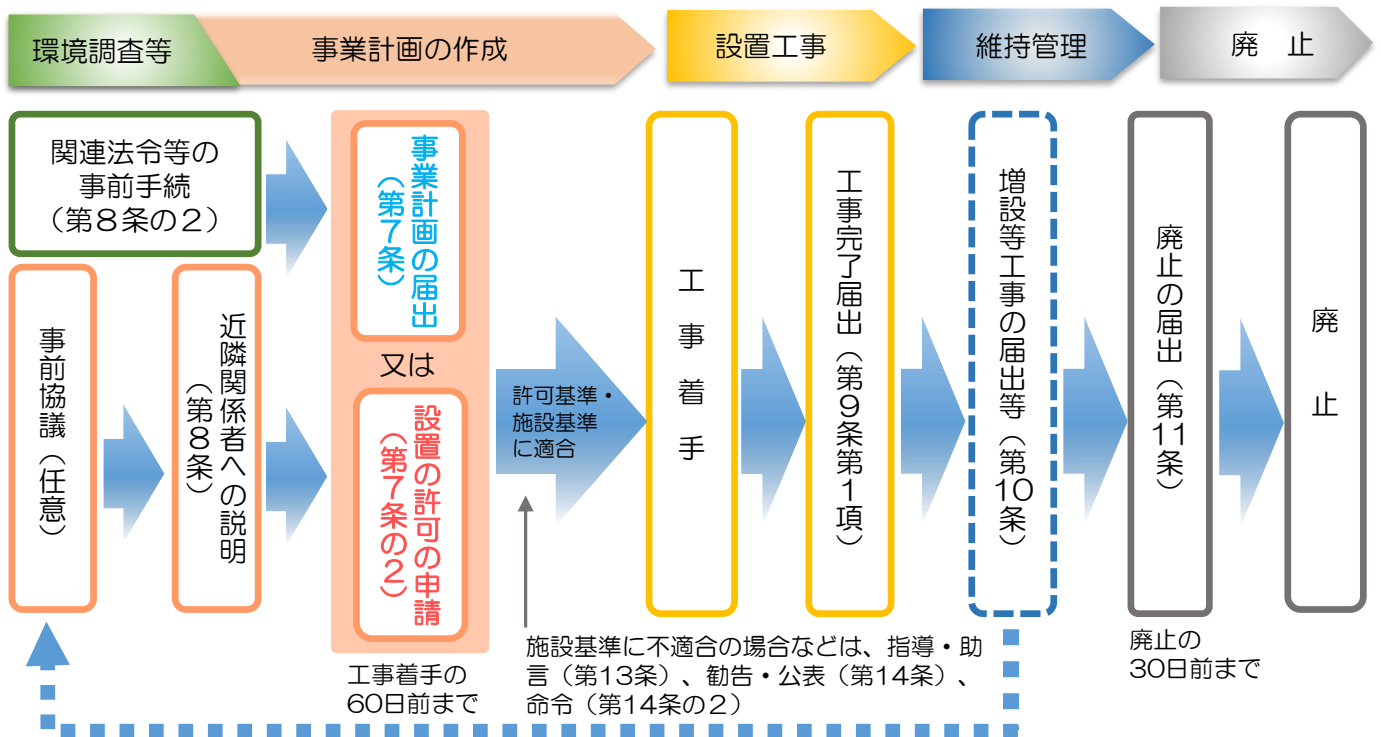 環境調査等
事業計画の作成
設置工事
維持管理
廃　止
関連法令等の
事前手続
（第８条の２）
事前協議（任意）
近隣関係者への説明
（第８条）
事業計画の届出
（第７条）
又は
設置の許可の申請
（第７条の２）
工事着手の
60日前まで
許可基準・
施設基準
に適合
施設基準に不適合の場合などは、指導・助
言（第13条）、勧告・公表（第14条）、
命令（第14条の２）
工事着手
工事完了届出（第９条第１項）
増設等工事の届出等（第10条）
廃止の届出（第11条）
廃止の
30日前まで
廃止